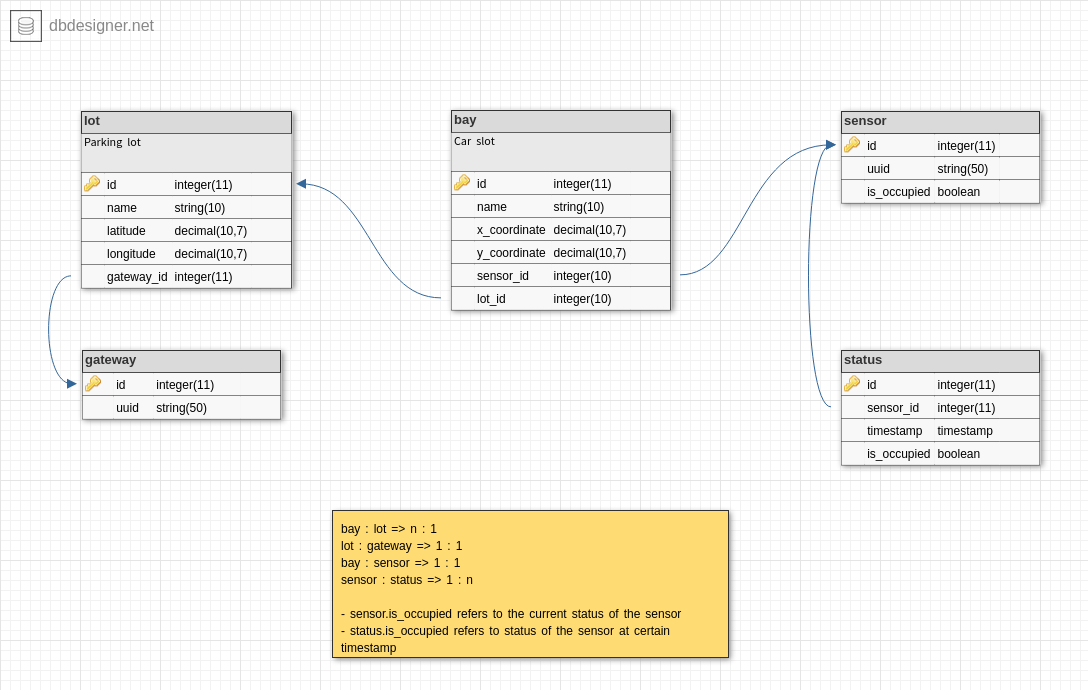 dbdesigner.net
lot
Parking lot
id integer(11)
name string(10)
latitude decimal(10,7)
longitude decimal(10,7)
gateway_id integer(11)
bay
Car slot
id integer(11)
name string(10)
x_coordinate decimal(10,7)
y_coordinate decimal(10,7)
sensor_id integer(10)
lot_id integer(10)
sensor
id integer(11)
uuid string(50)
is_occupied boolean
gateway
id integer(11)
uuid string(50)
status
id integer(11)
sensor_id integer(11)
timestamp timestamp
is_occupied boolean
bay : lot => n : 1
lot : gateway => 1 : 1
bay : sensor => 1 : 1
sensor : status => 1 : n
- sensor.is_occupied refers to the current status of the sensor
- status.is_occupied refers to status of the sensor at certain
timestamp